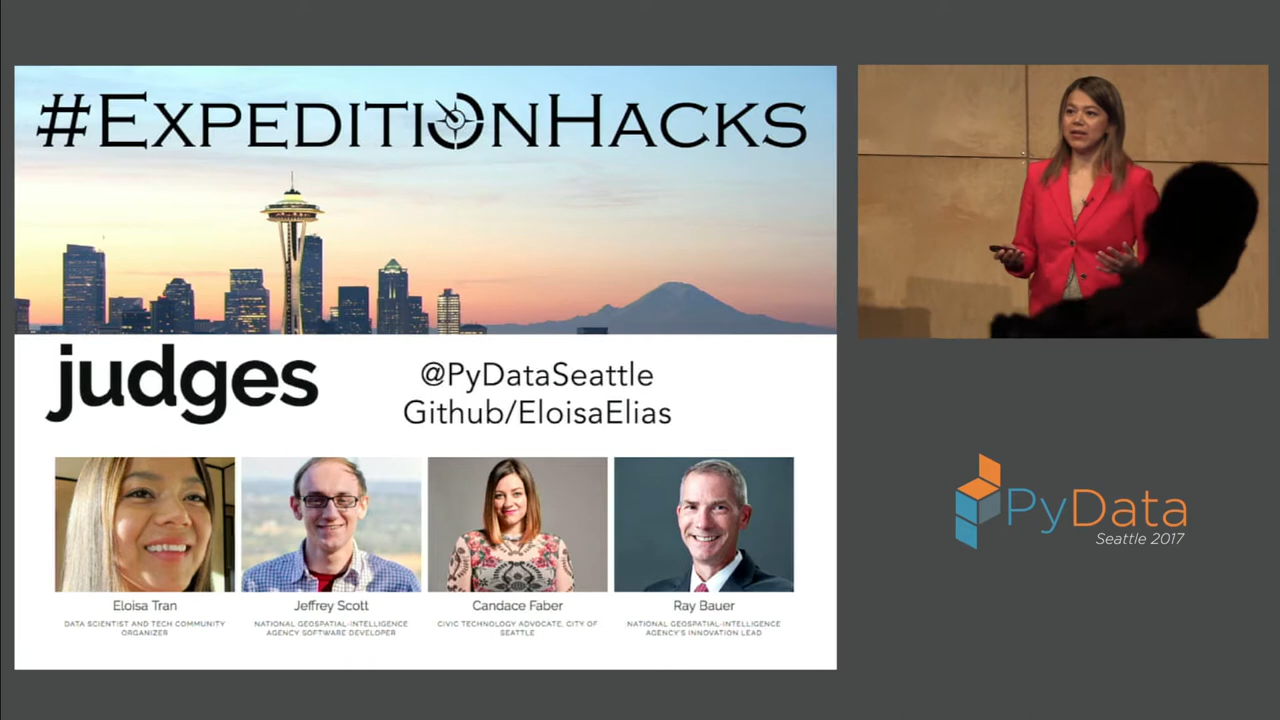 #EXPEDITIONHACKS
judges
@PyDataSeattle
Github/EloisaElias
Eloisa Tran
DATA SCIENTIST AND TECH COMMUNITY
ORGANIZER
Jeffrey Scott
NATIONAL GEOSPATIAL-INTELLIGENCE
AGENCY SOFTWARE DEVELOPER
Candace Faber
CIVIC TECHNOLOGY ADVOCATE, CITY OF
SEATTLE
Ray Bauer
NATIONAL GEOSPATIAL-INTELLIGENCE
AGENCY'S INNOVATION LEAD
PyData
Seattle 2017